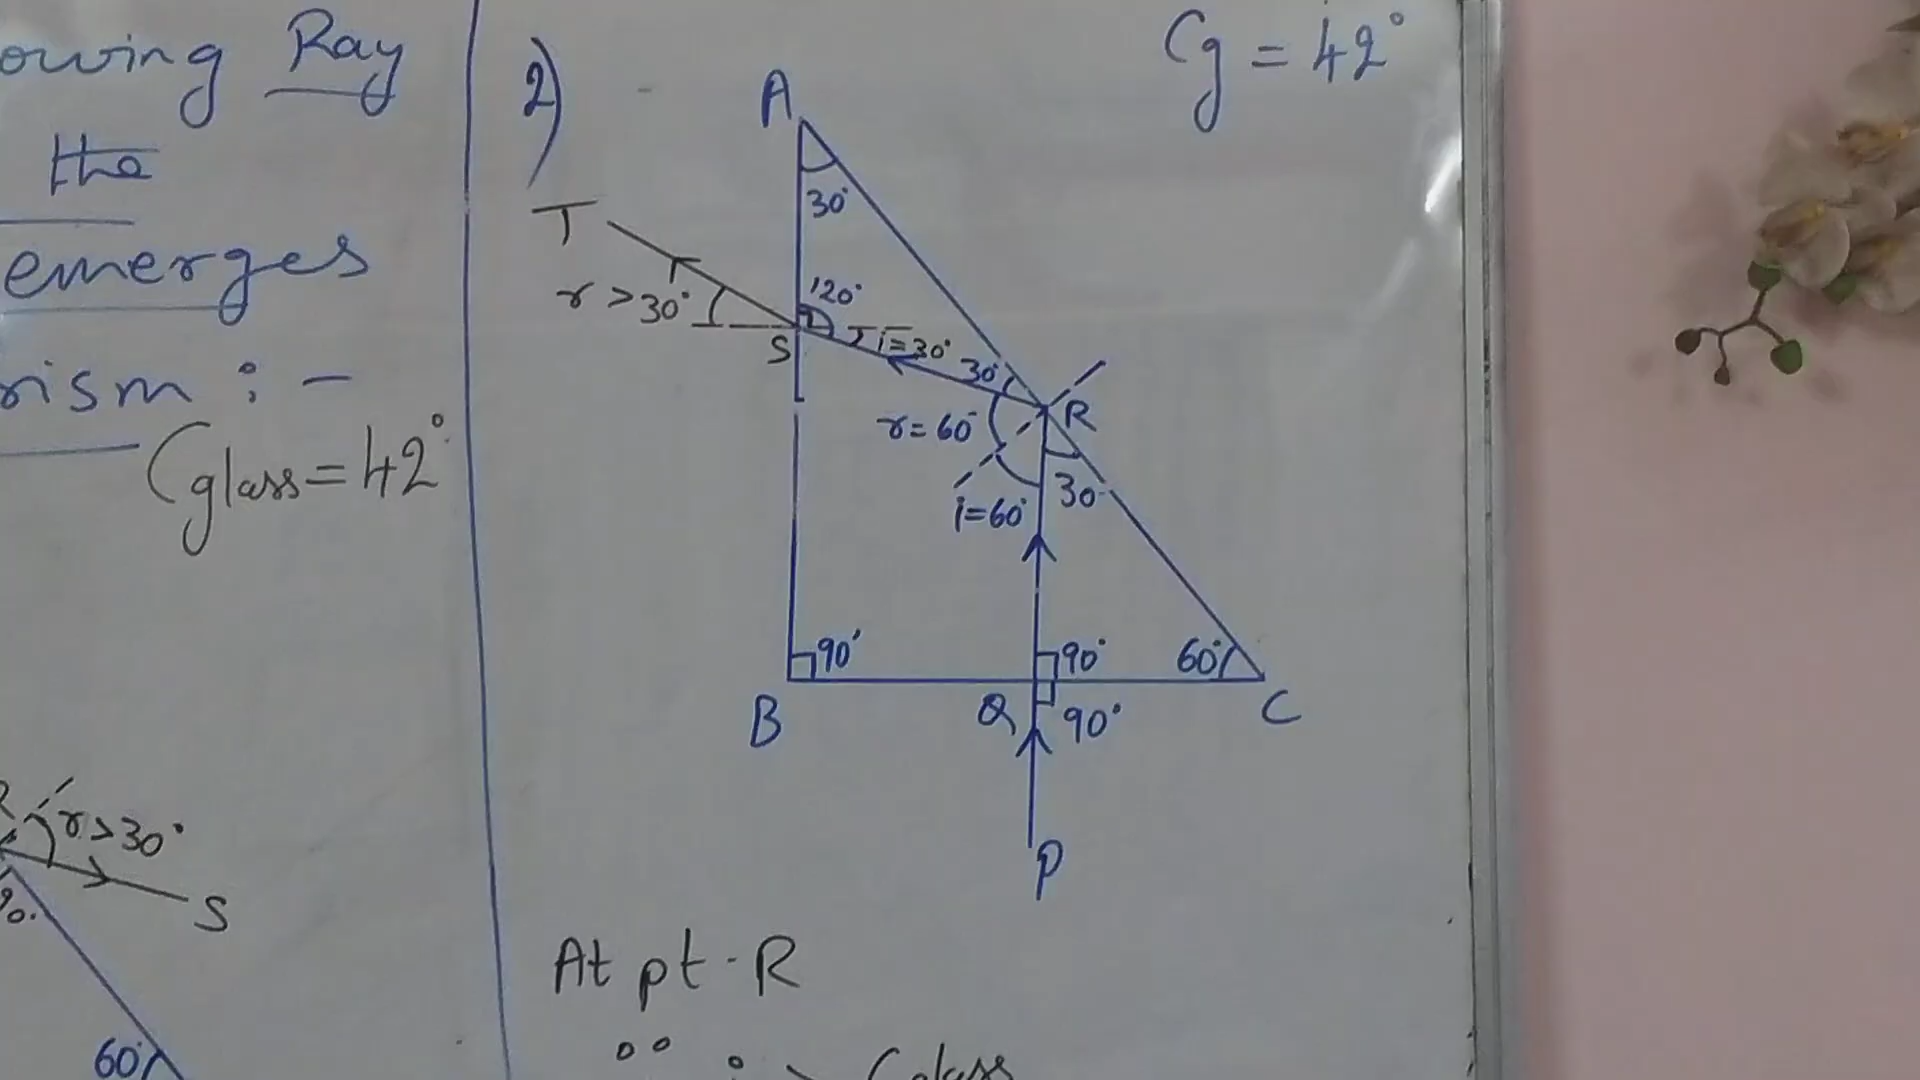 owing Ray
the
emerges
rism : -
Cglass = 42°
r > 30°
S
60°
2)
Cg = 42°
A
30°
T
r > 30°
120°
S
i = 30°
30°
R
r = 60°
i = 60°
30°
90°
90°
60°
B
Q
90°
C
P
At pt - R
∵ i > Cglass